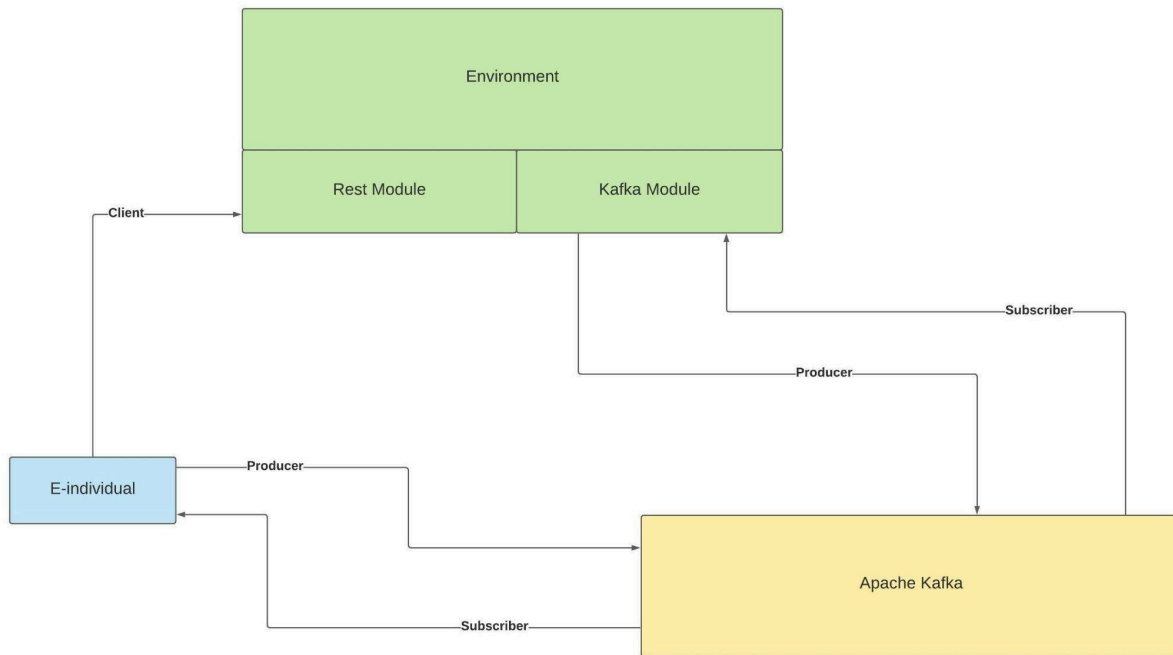 Environment
Rest Module
Kafka Module
Client
Subscriber
Producer
Producer
E-individual
Apache Kafka
Subscriber